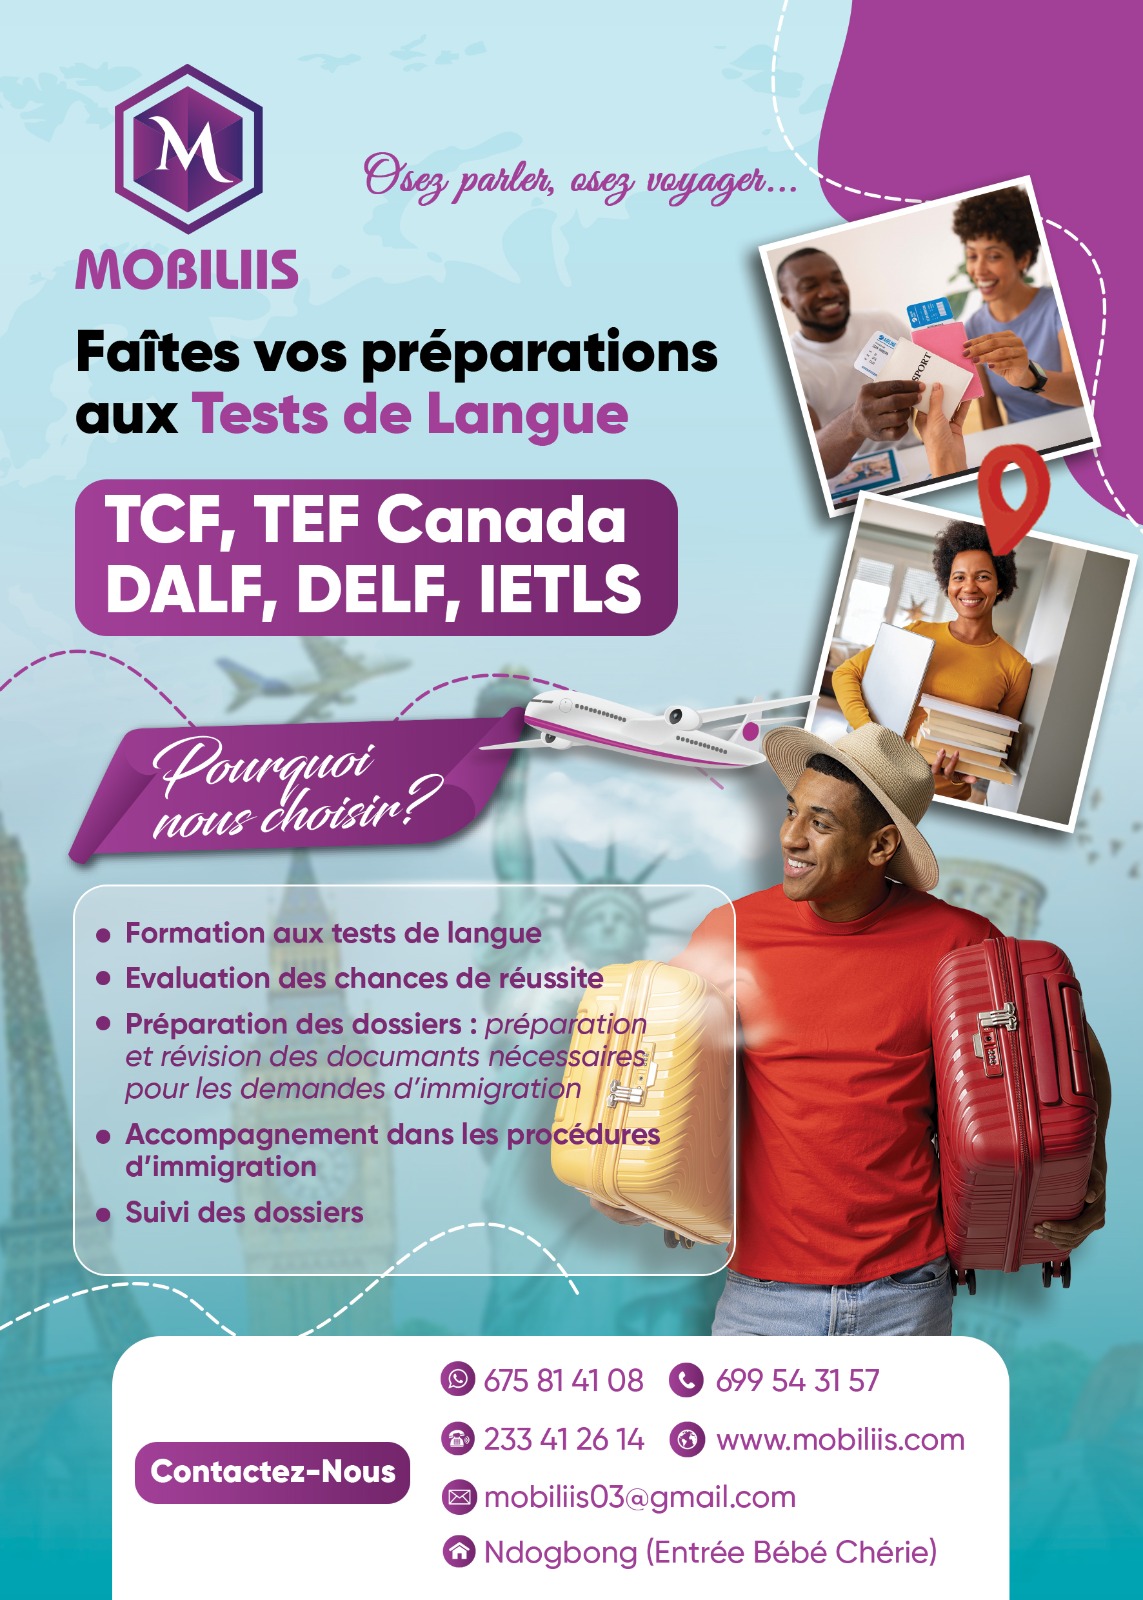 M
MOBILIIS
Osez parler, osez voyager...
Faîtes vos préparations
aux Tests de Langue
TCF, TEF Canada
DALF, DELF, IETLS
Pourquoi
nous choisir?
Formation aux tests de langue
Evaluation des chances de réussite
Préparation des dossiers : préparation
et révision des documants nécessaires
pour les demandes d'immigration
Accompagnement dans les procédures
d'immigration
Suivi des dossiers
Contactez-Nous
675 81 41 08
699 54 31 57
233 41 26 14
www.mobiliis.com
mobiliis03@gmail.com
Ndogbong (Entrée Bébé Chérie)